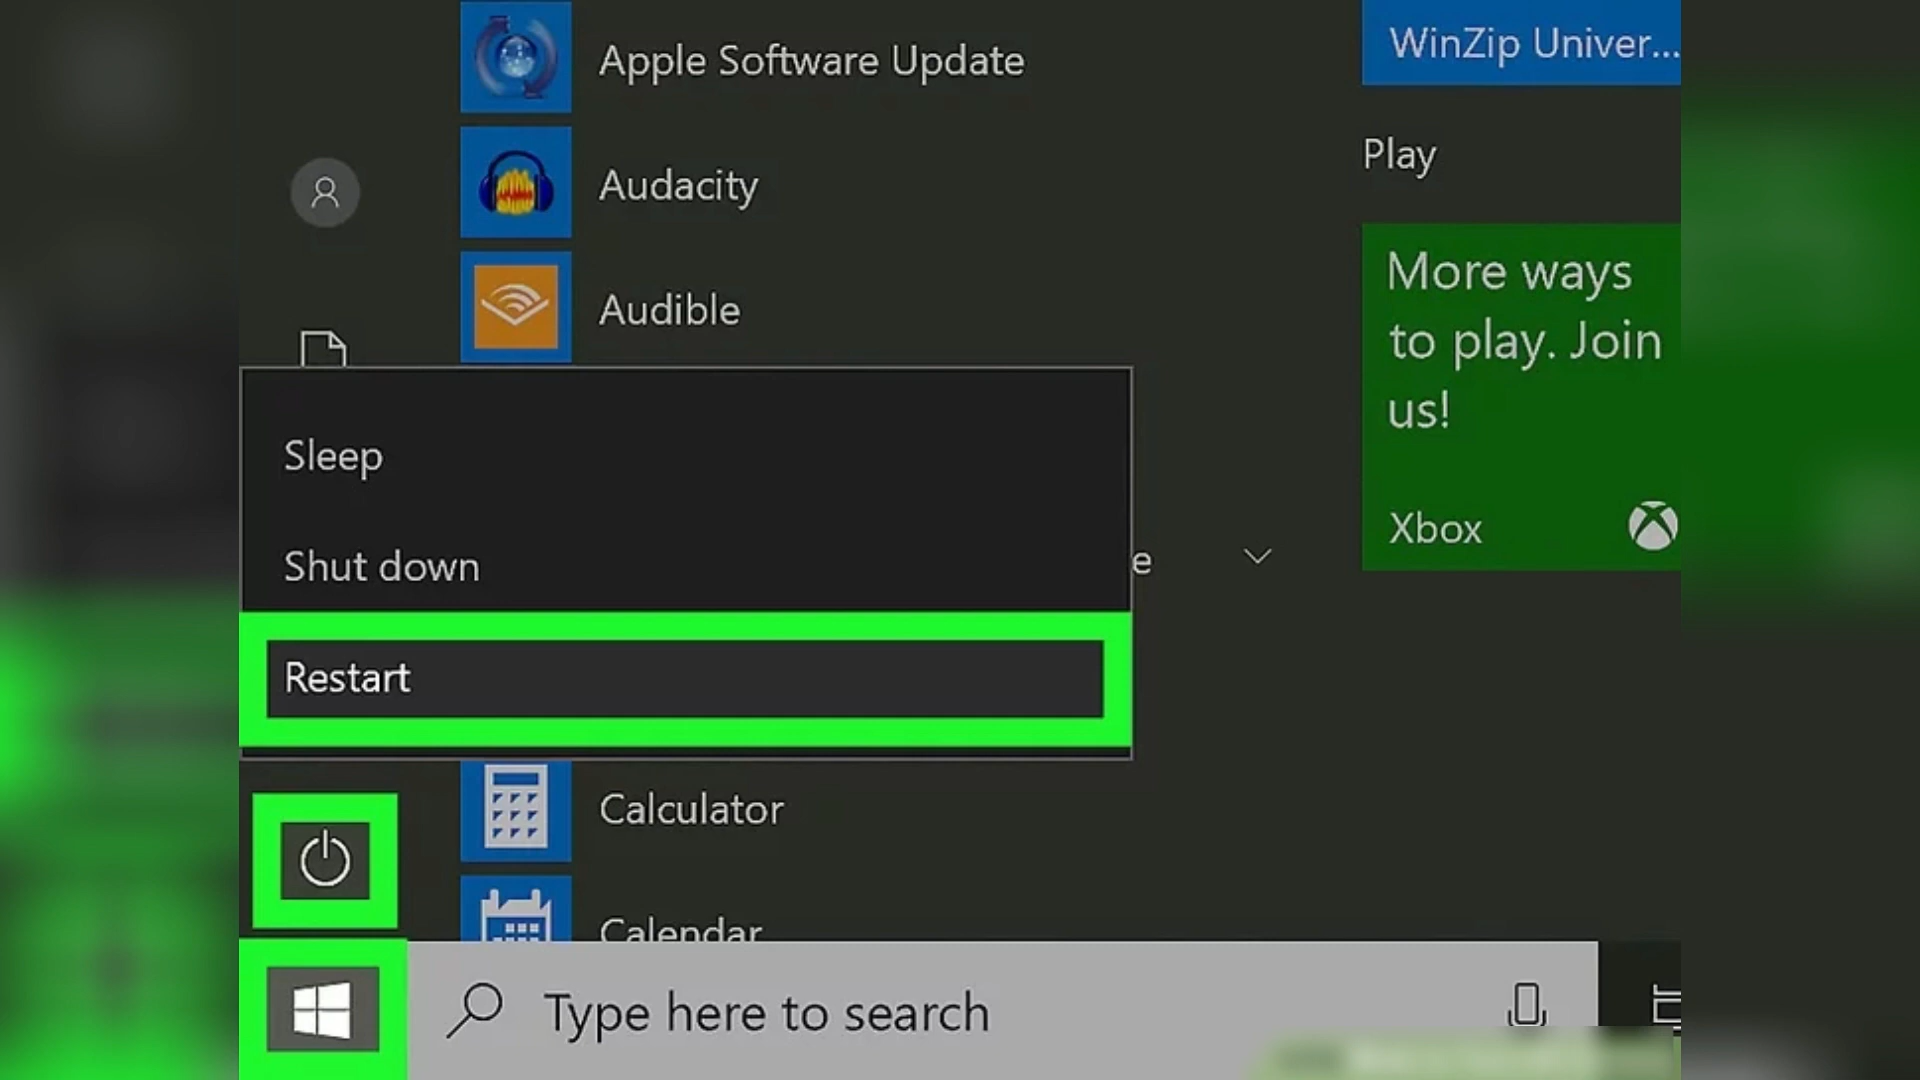 Apple Software Update
WinZip Univer...
Audacity
Play
Audible
More ways
to play. Join
us!
Xbox
Sleep
Shut down
e
Restart
Calculator
Calendar
Type here to search